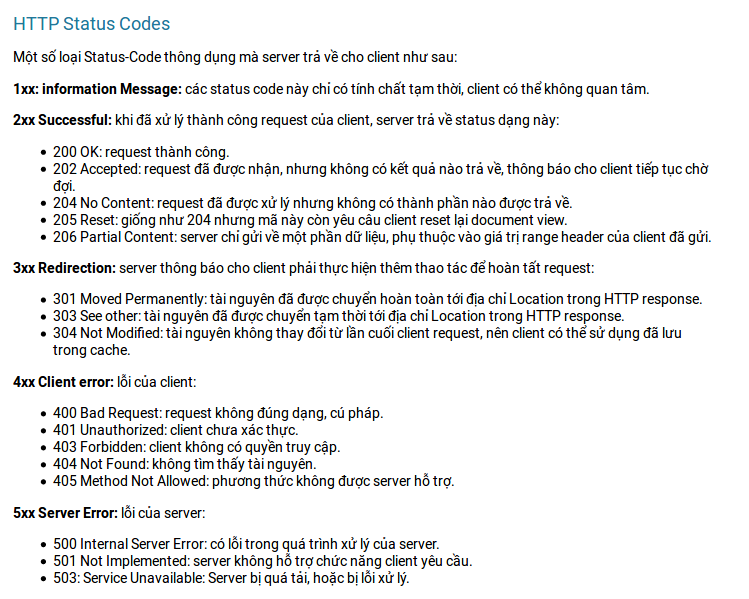 HTTP Status Codes
Một số loại Status-Code thông dụng mà server trả về cho client như sau:
1xx: information Message: các status code này chỉ có tính chất tạm thời, client có thể không quan tâm.
2xx Successful: khi đã xử lý thành công request của client, server trả về status dạng này:
• 200 OK: request thành công.
• 202 Accepted: request đã được nhận, nhưng không có kết quả nào trả về, thông báo cho client tiếp tục chờ
đợi.
• 204 No Content: request đã được xử lý nhưng không có thành phần nào được trả về.
• 205 Reset: giống như 204 nhưng mã này còn yêu cầu client reset lại document view.
• 206 Partial Content: server chỉ gửi về một phần dữ liệu, phụ thuộc vào giá trị range header của client đã gửi.
3xx Redirection: server thông báo cho client phải thực hiện thêm thao tác để hoàn tất request:
• 301 Moved Permanently: tài nguyên đã được chuyển hoàn toàn tới địa chỉ Location trong HTTP response.
• 303 See other: tài nguyên đã được chuyển tạm thời tới địa chỉ Location trong HTTP response.
• 304 Not Modified: tài nguyên không thay đổi từ lần cuối client request, nên client có thể sử dụng đã lưu
trong cache.
4xx Client error: lỗi của client:
• 400 Bad Request: request không đúng dạng, cú pháp.
• 401 Unauthorized: client chưa xác thực.
• 403 Forbidden: client không có quyền truy cập.
• 404 Not Found: không tìm thấy tài nguyên.
• 405 Method Not Allowed: phương thức không được server hỗ trợ.
5xx Server Error: lỗi của server:
• 500 Internal Server Error: có lỗi trong quá trình xử lý của server.
• 501 Not Implemented: server không hỗ trợ chức năng client yêu cầu.
• 503: Service Unavailable: Server bị quá tải, hoặc bị lỗi xử lý.